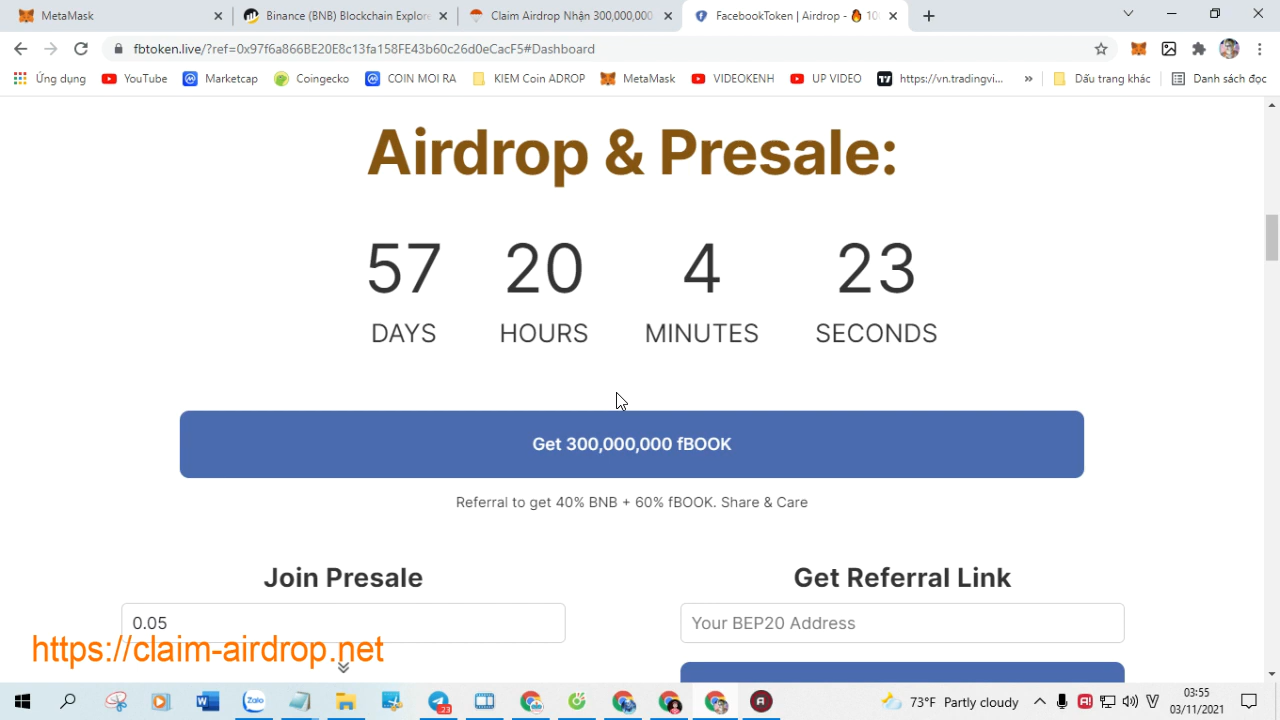 MetaMask
Binance (BNB) Blockchain Explore
Claim Airdrop Nhận 300,000,000
FacebookToken | Airdrop - 🔥 10
fbtoken.live/?ref=0x97f6a866BE20E8c13fa158FE43b60c26d0eCacF5#Dashboard
Ứng dụng
YouTube
Marketcap
Coingecko
COIN MOI RA
KIEM Coin ADROP
MetaMask
VIDEOKENH
UP VIDEO
https://vn.tradingvi...
»
Dấu trang khác
Danh sách đọc
Airdrop & Presale:
57 20 4 23
DAYS HOURS MINUTES SECONDS
Get 300,000,000 fBOOK
Referral to get 40% BNB + 60% fBOOK. Share & Care
Join Presale
Get Referral Link
0.05
Your BEP20 Address
https://claim-airdrop.net
Zalo
23
73°F Partly cloudy
03:55
03/11/2021